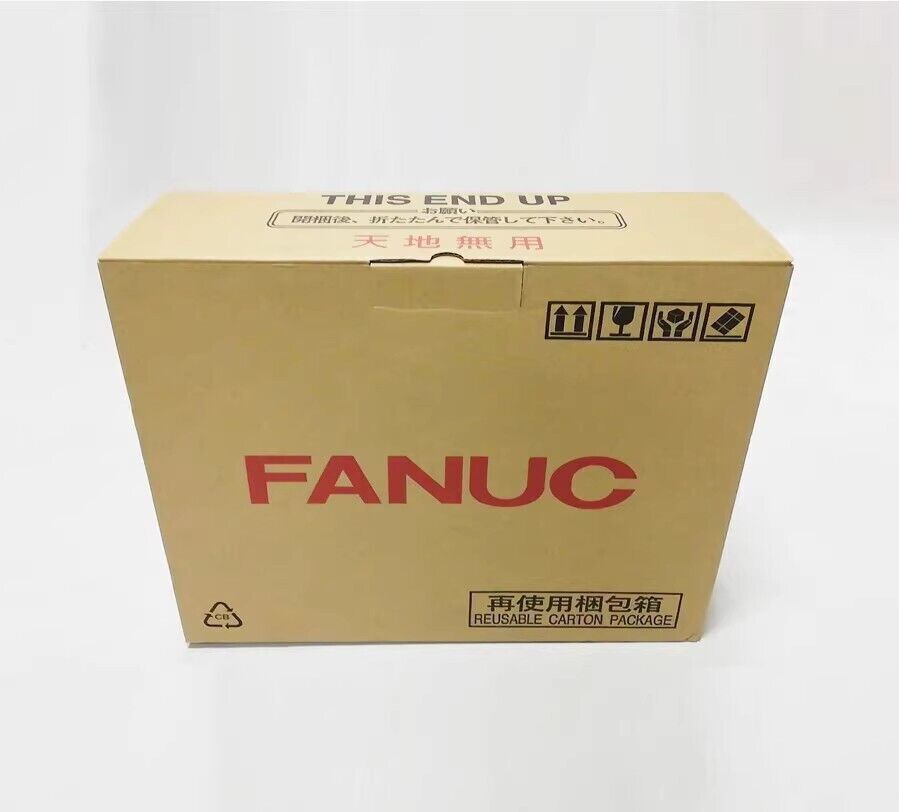 THIS END UP
お願い
開梱後、折たたんで保管して下さい。
天地無用
FANUC
CB
再使用梱包箱
REUSABLE CARTON PACKAGE